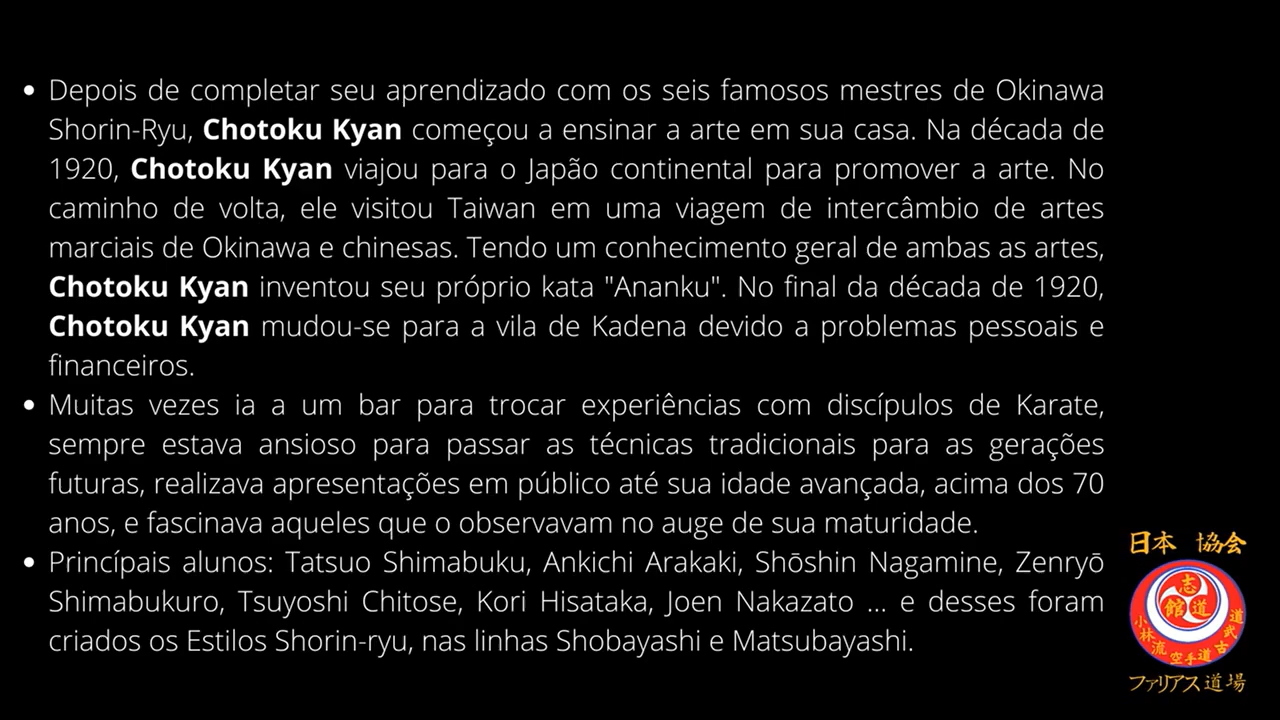 • Depois de completar seu aprendizado com os seis famosos mestres de Okinawa
Shorin-Ryu, Chotoku Kyan começou a ensinar a arte em sua casa. Na década de
1920, Chotoku Kyan viajou para o Japão continental para promover a arte. No
caminho de volta, ele visitou Taiwan em uma viagem de intercâmbio de artes
marciais de Okinawa e chinesas. Tendo um conhecimento geral de ambas as artes,
Chotoku Kyan inventou seu próprio kata "Ananku". No final da década de 1920,
Chotoku Kyan mudou-se para a vila de Kadena devido a problemas pessoais e
financeiros.
• Muitas vezes ia a um bar para trocar experiências com discípulos de Karate,
sempre estava ansioso para passar as técnicas tradicionais para as gerações
futuras, realizava apresentações em público até sua idade avançada, acima dos 70
anos, e fascinava aqueles que o observavam no auge de sua maturidade.
• Princípais alunos: Tatsuo Shimabuku, Ankichi Arakaki, Shōshin Nagamine, Zenryō
Shimabukuro, Tsuyoshi Chitose, Kori Hisataka, Joen Nakazato ... e desses foram
criados os Estilos Shorin-ryu, nas linhas Shobayashi e Matsubayashi.
日本 協会
志
館道
小林流空手道古武道
ファリアス道場